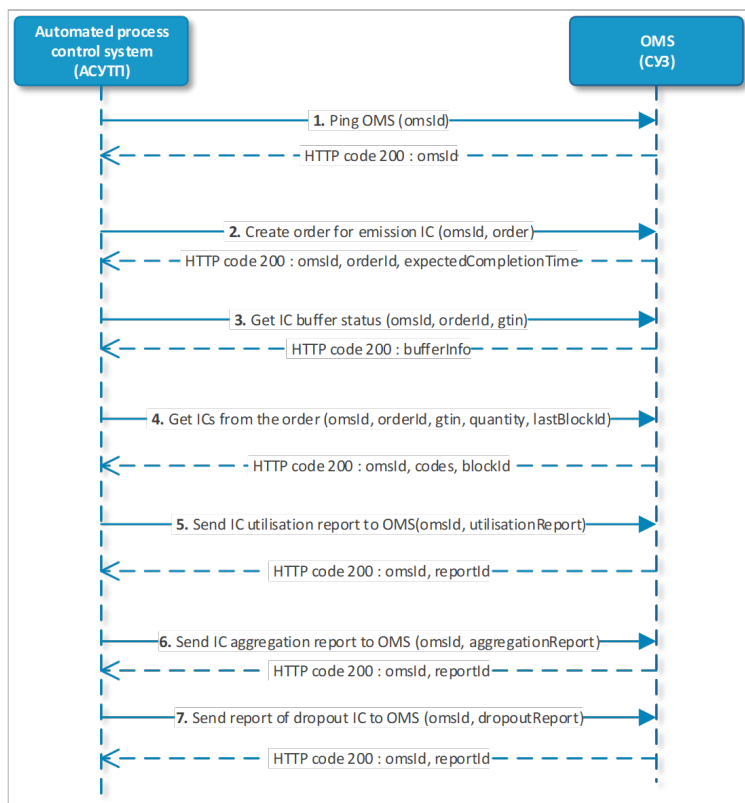 Automated process
control system
(АСУТП)
OMS
(СУЗ)
1. Ping OMS (omsId)
HTTP code 200 : omsId
2. Create order for emission IC (omsId, order)
HTTP code 200 : omsId, orderId, expectedCompletionTime
3. Get IC buffer status (omsId, orderId, gtin)
HTTP code 200 : bufferInfo
4. Get ICs from the order (omsId, orderId, gtin, quantity, lastBlockId)
HTTP code 200 : omsId, codes, blockId
5. Send IC utilisation report to OMS(omsId, utilisationReport)
HTTP code 200 : omsId, reportId
6. Send IC aggregation report to OMS (omsId, aggregationReport)
HTTP code 200 : omsId, reportId
7. Send report of dropout IC to OMS (omsId, dropoutReport)
HTTP code 200 : omsId, reportId